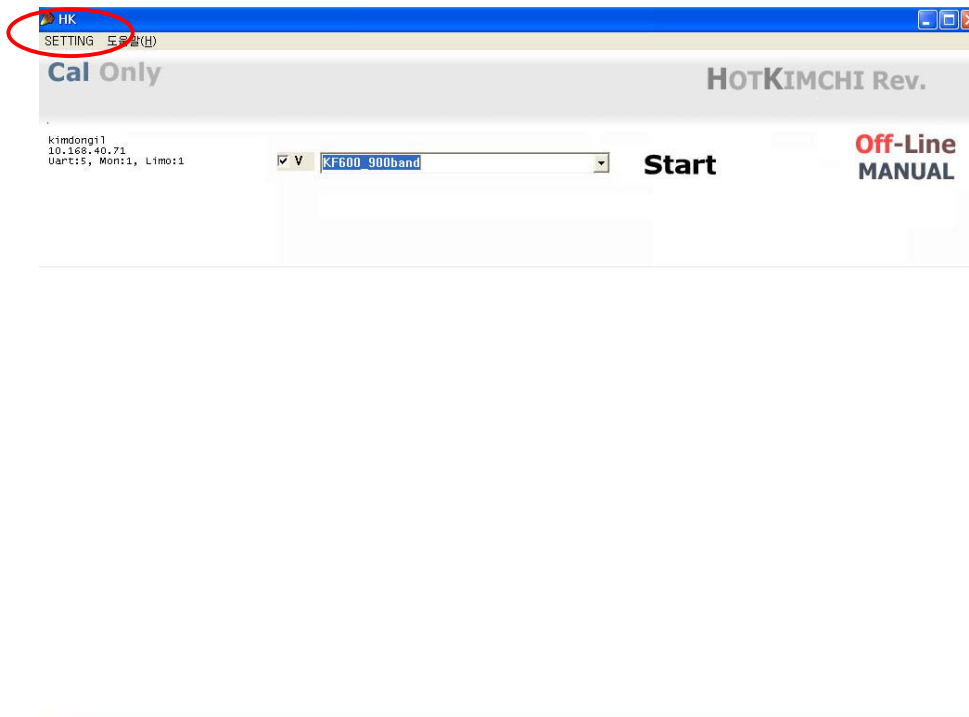 HK
SETTING 도움말(H)
Cal Only
HOTKIMCHI Rev.
kimdongil
10.168.40.71
Uart:5, Mon:1, Limo:1
V KF600_900band Start
Off-Line
MANUAL